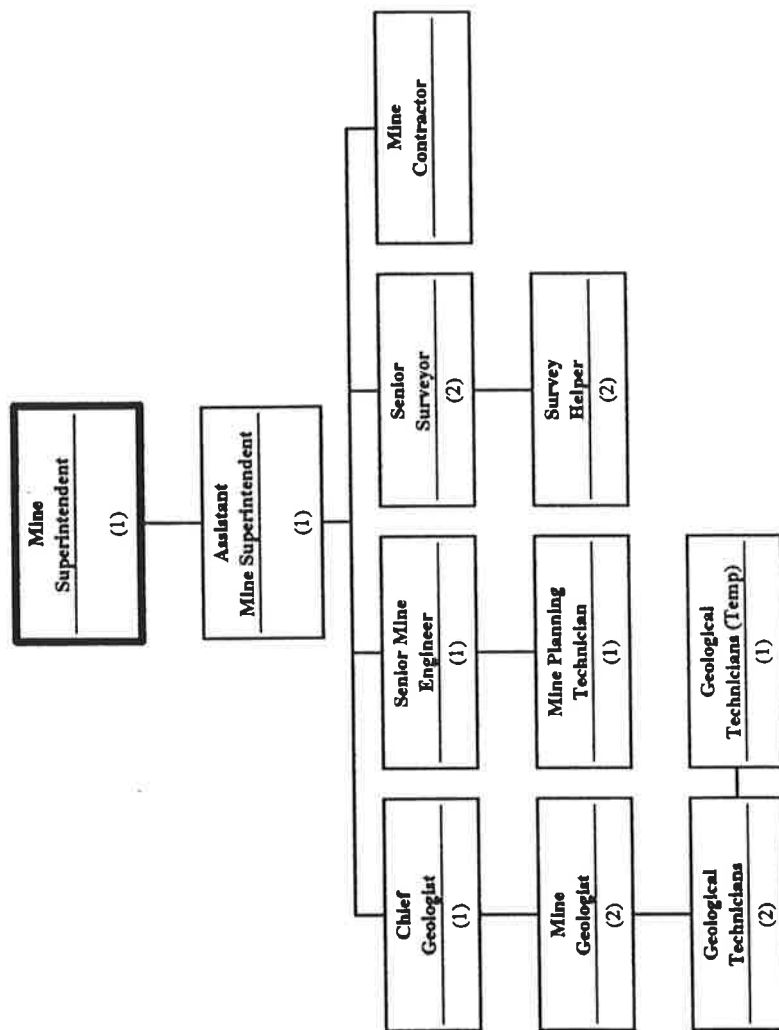 Mine
Superintendent
(1)
Assistant
Mine Superintendent
(1)
Chief
Geologist
(1)
Senior Mine
Engineer
(1)
Senior
Surveyor
(2)
Mine
Contractor
Mine
Geologist
(2)
Mine Planning
Technician
(1)
Survey
Helper
(2)
Geological
Technicians
(2)
Geological
Technicians (Temp)
(1)